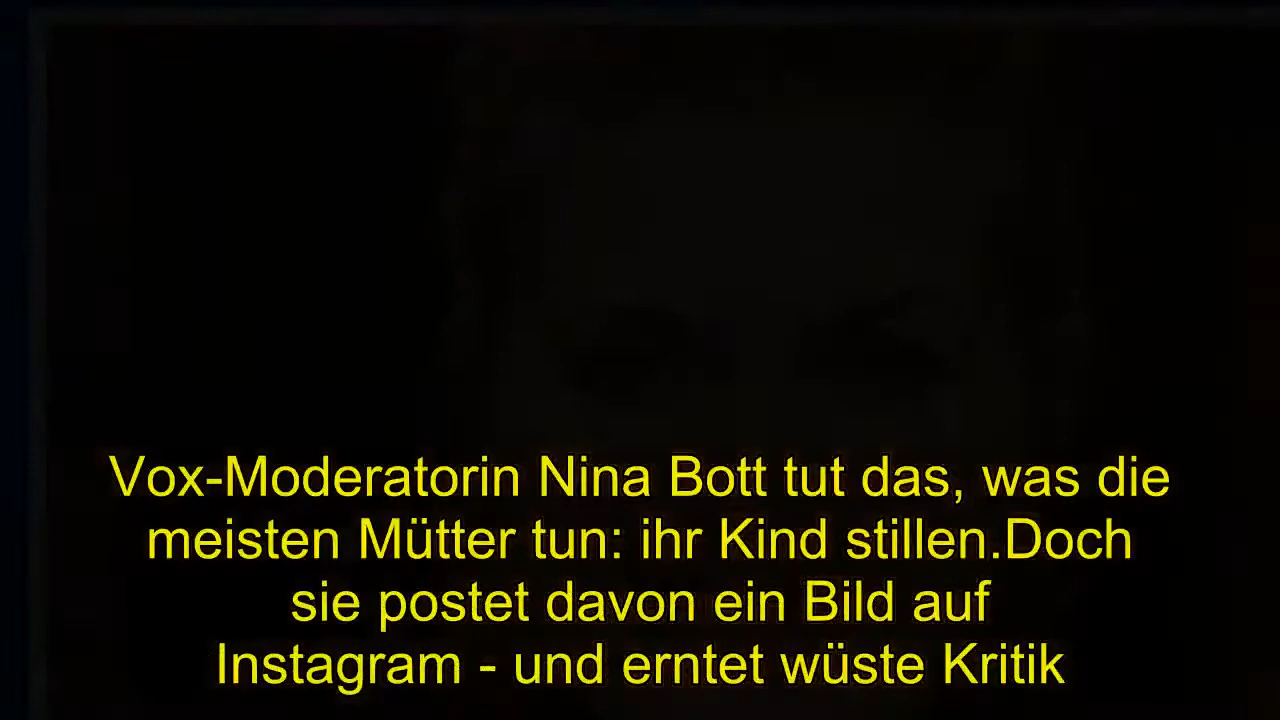 Vox-Moderatorin Nina Bott tut das, was die
meisten Mütter tun: ihr Kind stillen.Doch
sie postet davon ein Bild auf
Instagram - und erntet wüste Kritik